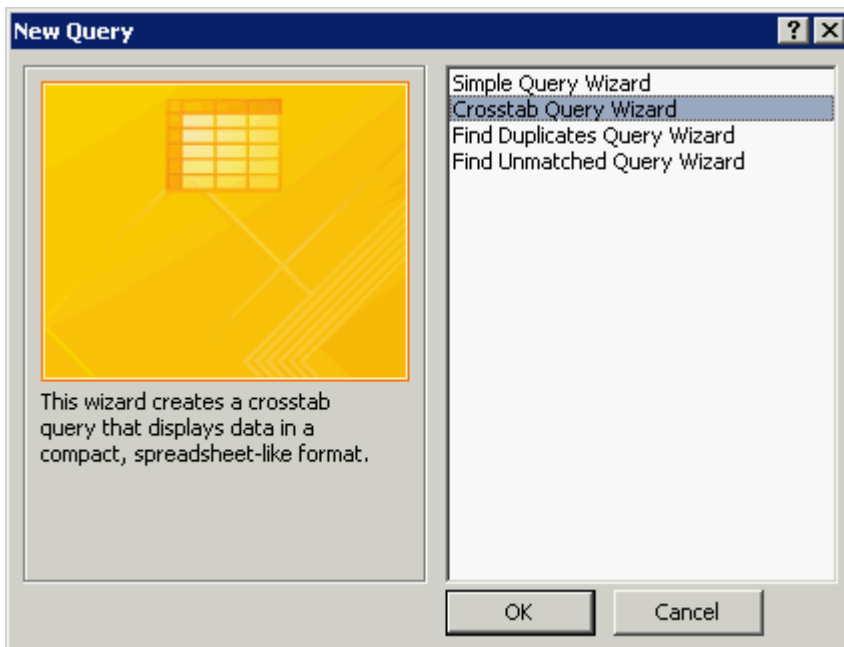 New Query
Simple Query Wizard
Crosstab Query Wizard
Find Duplicates Query Wizard
Find Unmatched Query Wizard
This wizard creates a crosstab
query that displays data in a
compact, spreadsheet-like format.
OK
Cancel